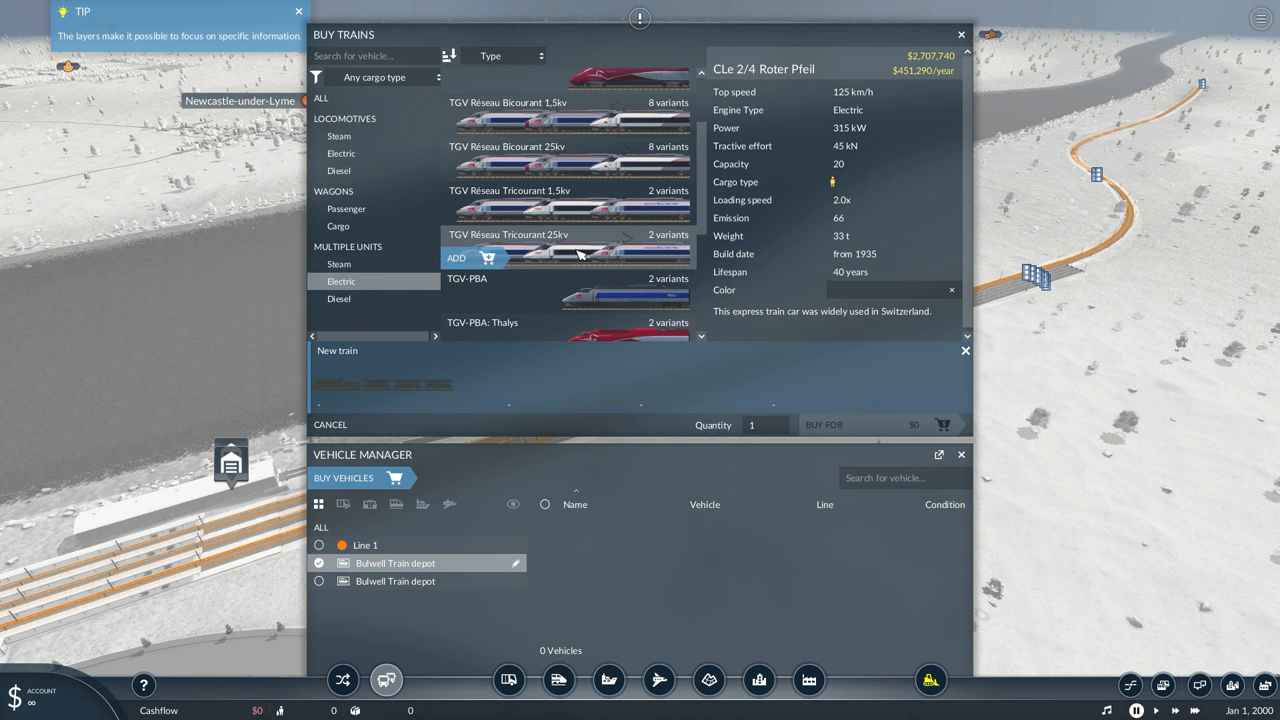 TIP
The layers make it possible to focus on specific information.
Newcastle-under-Lyme
BUY TRAINS
Search for vehicle...
Type
Any cargo type
ALL
LOCOMOTIVES
Steam
Electric
Diesel
WAGONS
Passenger
Cargo
MULTIPLE UNITS
Steam
Electric
Diesel
TGV Réseau Bicourant 1,5kv 8 variants
TGV Réseau Bicourant 25kv 8 variants
TGV Réseau Tricourant 1,5kv 2 variants
TGV Réseau Tricourant 25kv 2 variants
ADD
TGV-PBA 2 variants
TGV-PBA: Thalys 2 variants
$2,707,740
CLe 2/4 Roter Pfeil $451,290/year
Top speed 125 km/h
Engine Type Electric
Power 315 kW
Tractive effort 45 kN
Capacity 20
Cargo type
Loading speed 2.0x
Emission 66
Weight 33 t
Build date from 1935
Lifespan 40 years
Color
This express train car was widely used in Switzerland.
New train
- - - -
CANCEL Quantity 1 BUY FOR $0
VEHICLE MANAGER
BUY VEHICLES Search for vehicle...
Name Vehicle Line Condition
ALL
Line 1
Bulwell Train depot
Bulwell Train depot
0 Vehicles
$ ACCOUNT
∞
?
Cashflow $0 0 0 Jan 1, 2000